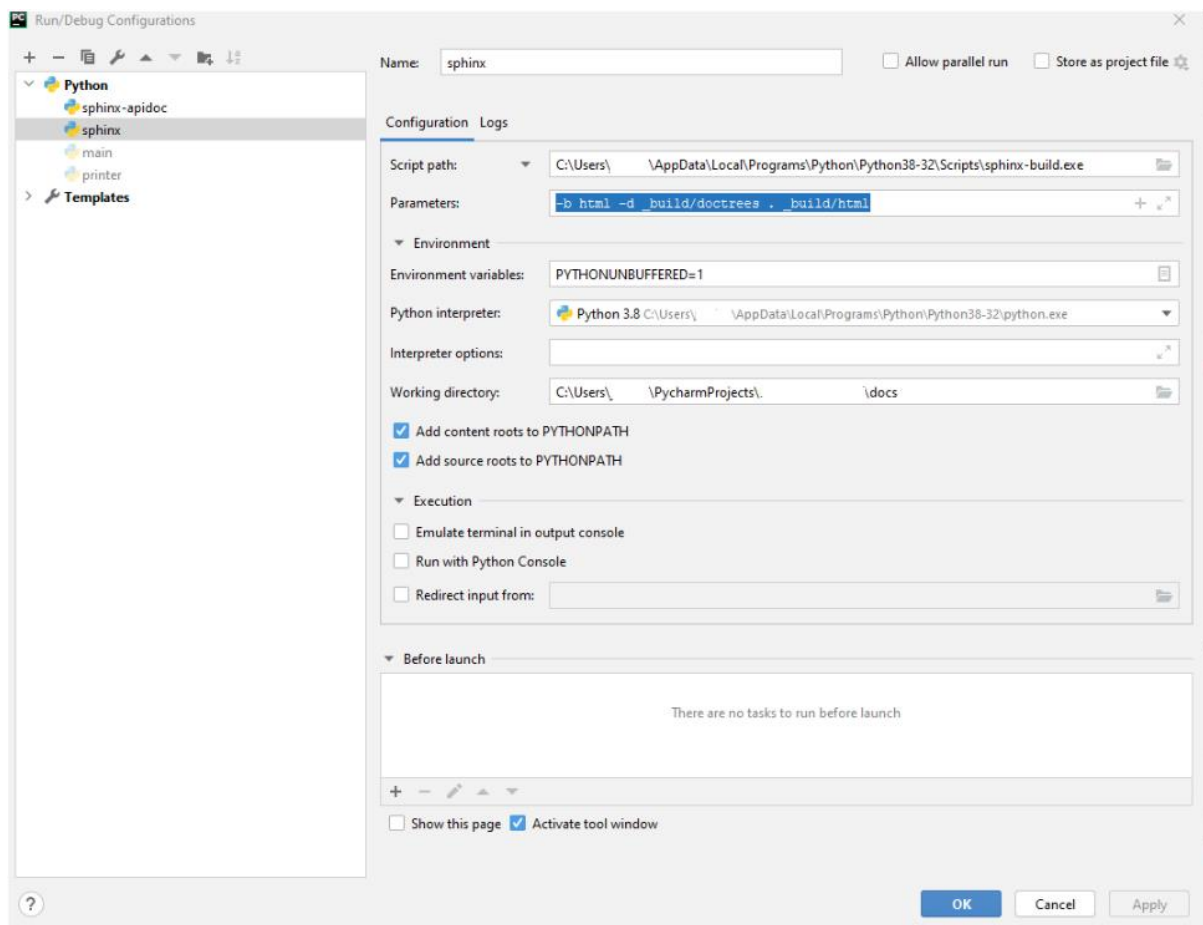 PC Run/Debug Configurations
Name: sphinx Allow parallel run Store as project file
Python
sphinx-apidoc
sphinx
main
printer
Templates
Configuration Logs
Script path: C:\Users\ \AppData\Local\Programs\Python\Python38-32\Scripts\sphinx-build.exe
Parameters: -b html -d _build/doctrees . _build/html
Environment
Environment variables: PYTHONUNBUFFERED=1
Python interpreter: Python 3.8 C:\Users\ \AppData\Local\Programs\Python\Python38-32\python.exe
Interpreter options:
Working directory: C:\Users\ \PycharmProjects\. \docs
Add content roots to PYTHONPATH
Add source roots to PYTHONPATH
Execution
Emulate terminal in output console
Run with Python Console
Redirect input from:
Before launch
There are no tasks to run before launch
Show this page Activate tool window
? OK Cancel Apply